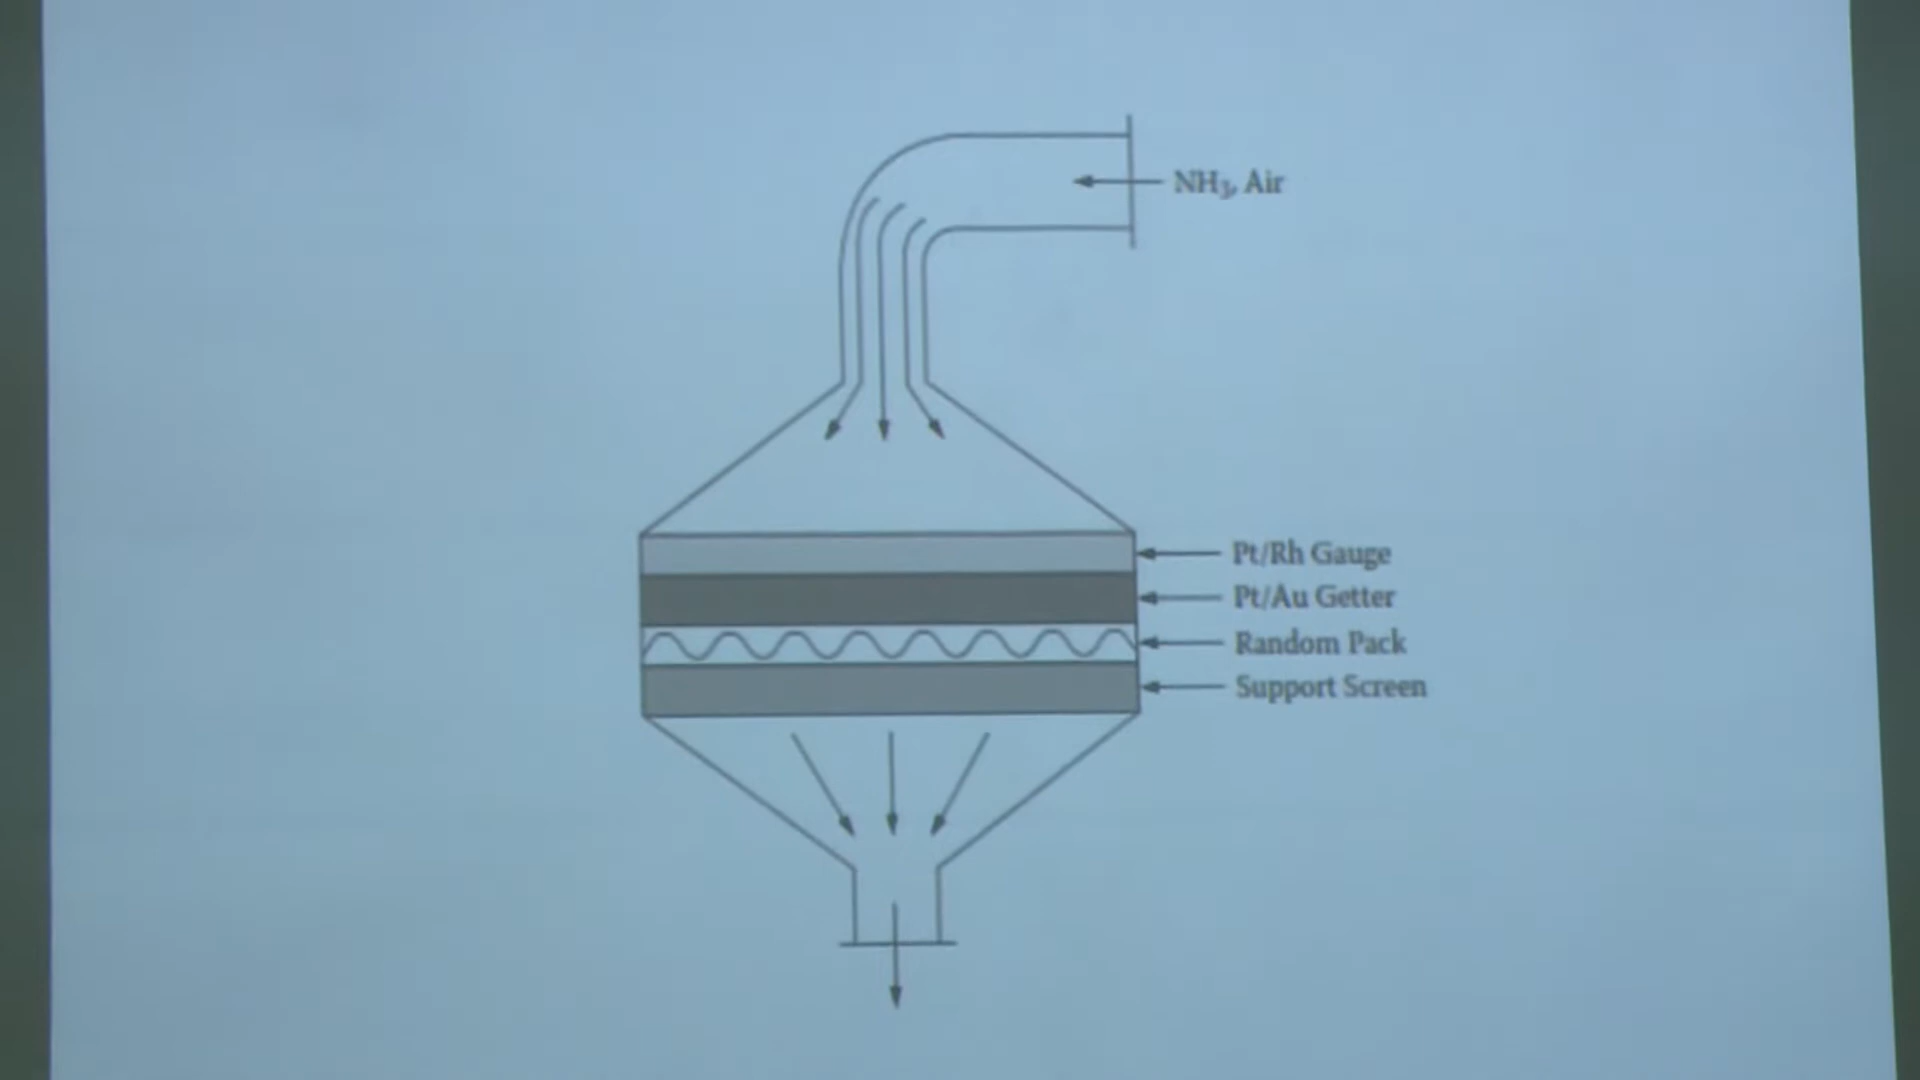 NH3, Air
Pt/Rh Gauge
Pt/Au Getter
Random Pack
Support Screen